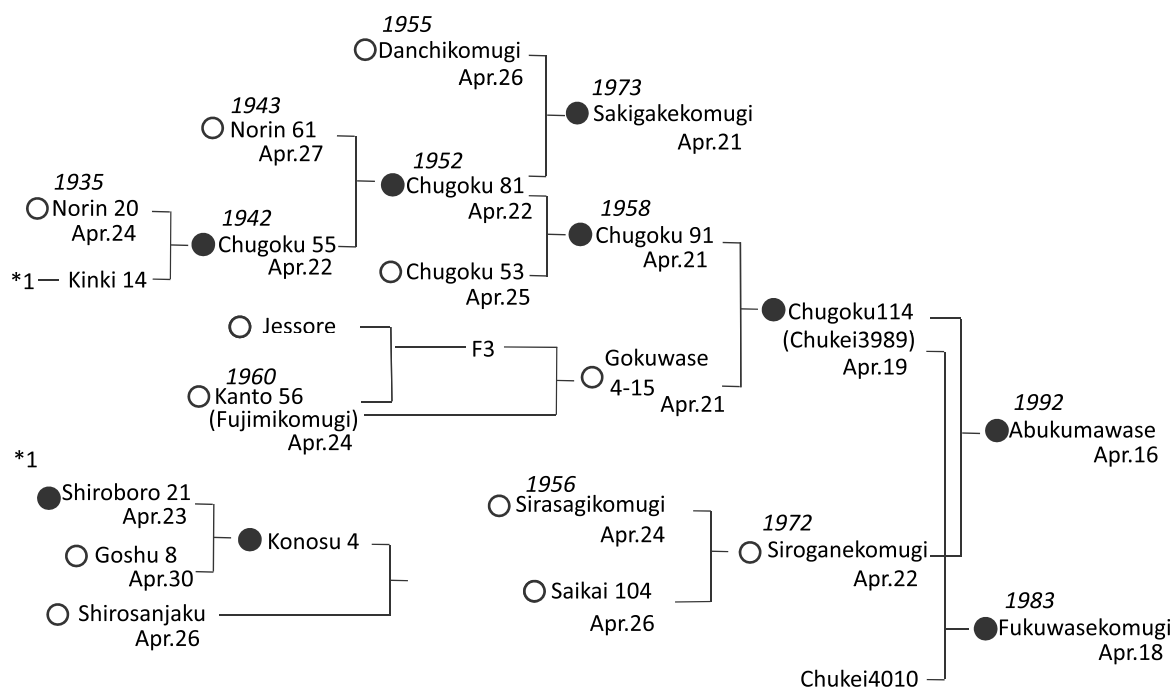 1955
Danchikomugi
Apr.26
1973
Sakigakekomugi
Apr.21
1943
Norin 61
Apr.27
1952
Chugoku 81
Apr.22
1935
Norin 20
Apr.24
1942
Chugoku 55
Apr.22
*1
Kinki 14
1958
Chugoku 91
Apr.21
Chugoku 53
Apr.25
Jessore
F3
1960
Kanto 56
(Fujimikomugi)
Apr.24
Gokuwase
4-15
Apr.21
Chugoku114
(Chukei3989)
Apr.19
1992
Abukumawase
Apr.16
*1
Shiroboro 21
Apr.23
Goshu 8
Apr.30
Konosu 4
Shirosanjaku
Apr.26
1956
Sirasagikomugi
Apr.24
Saikai 104
Apr.26
1972
Siroganekomugi
Apr.22
1983
Fukuwasekomugi
Apr.18
Chukei4010